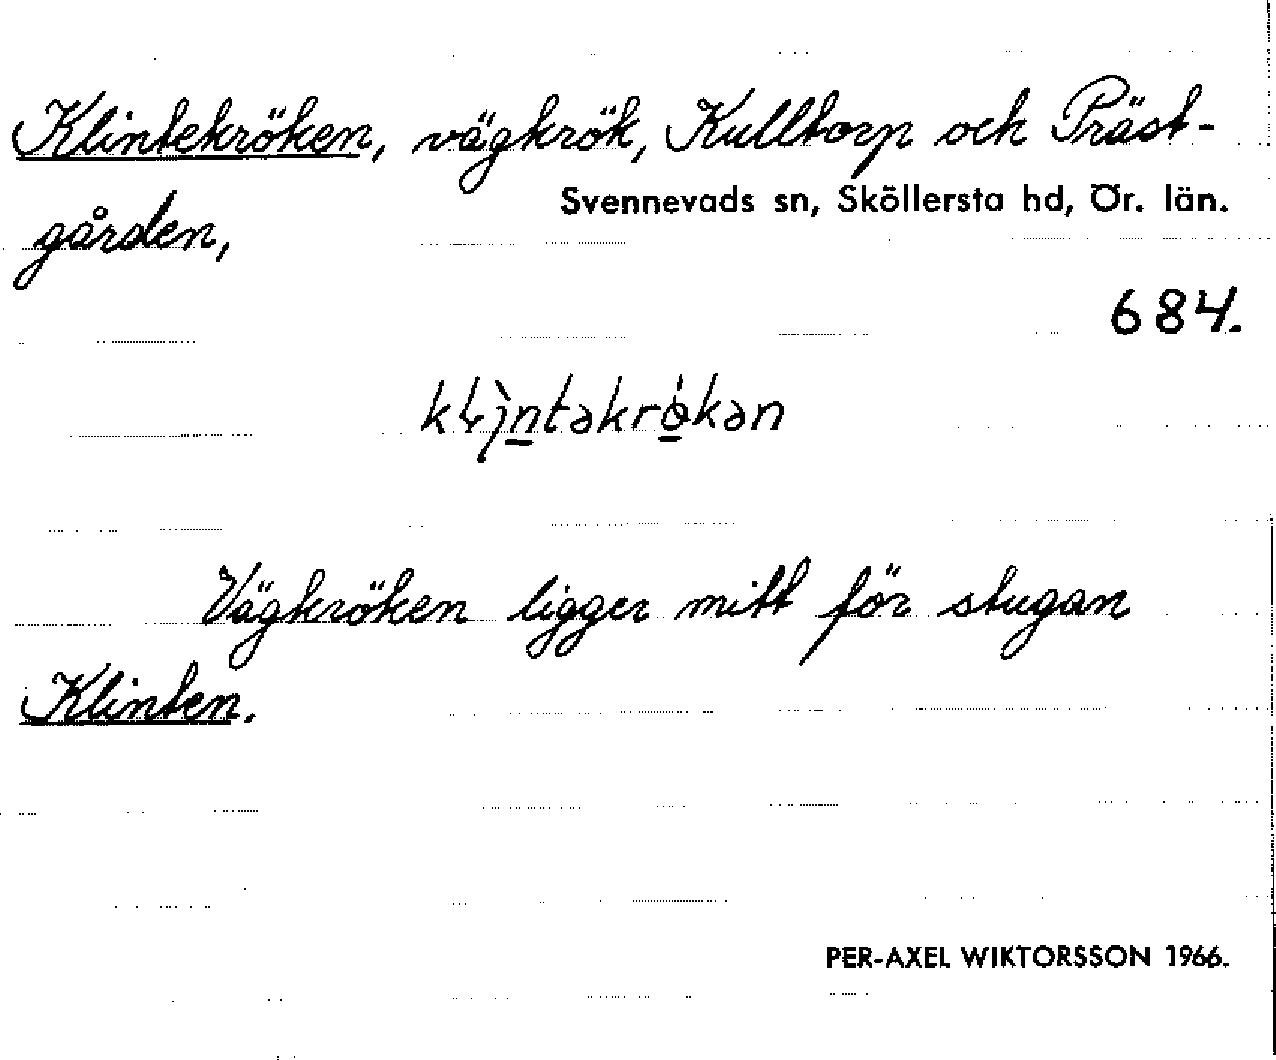 Klintekröken, vägkrök, Kulltorp och Präst-
Svennevads sn, Sköllersta hd, Ör. län.
gården,
684.
Vägkröken ligger mitt för stugan
Klinten.
PER-AXEL WIKTORSSON 1966.